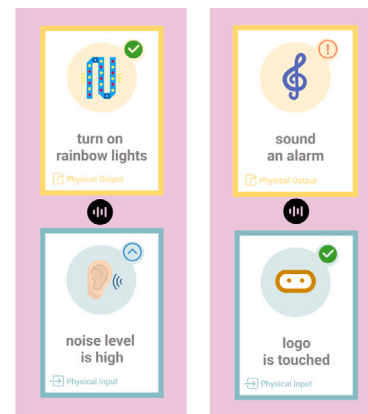 turn on
rainbow lights
Physical Output
noise level
is high
Physical Input
sound
an alarm
Physical Output
logo
is touched
Physical Input